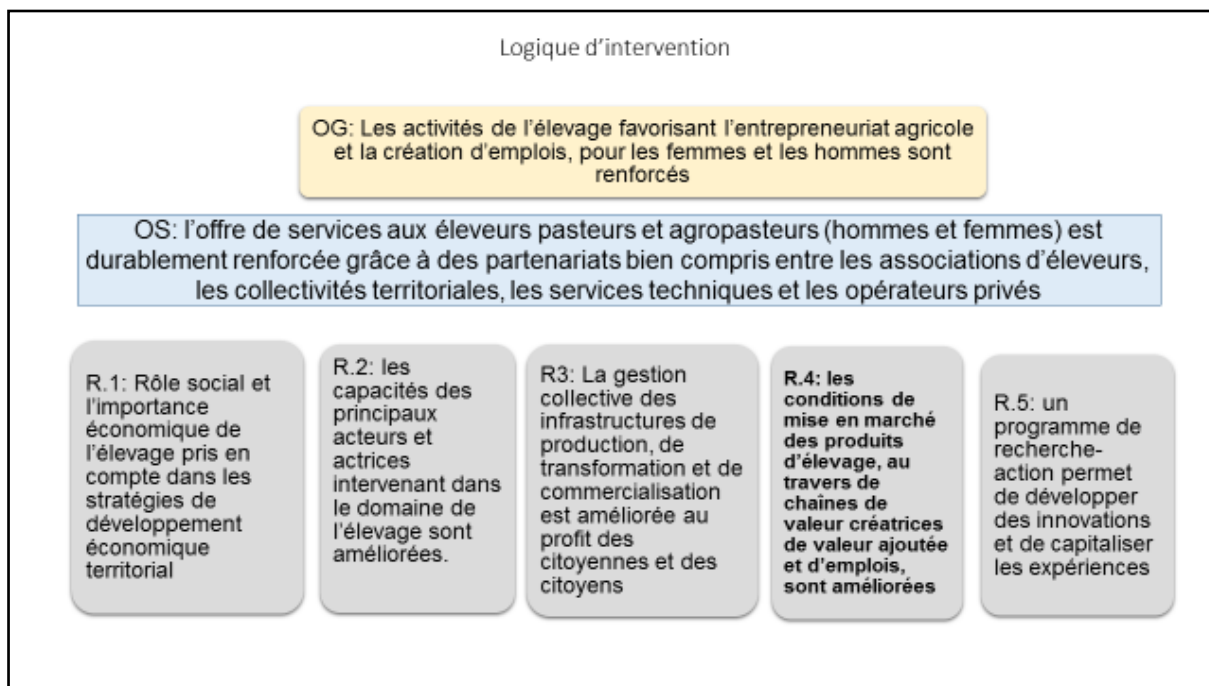 Logique d'intervention
OG: Les activités de l'élevage favorisant l'entrepreneuriat agricole
et la création d'emplois, pour les femmes et les hommes sont
renforcés
OS: l'offre de services aux éleveurs pasteurs et agropasteurs (hommes et femmes) est
durablement renforcée grâce à des partenariats bien compris entre les associations d'éleveurs,
les collectivités territoriales, les services techniques et les opérateurs privés
R.1: Rôle social et
l'importance
économique de
l'élevage pris en
compte dans les
stratégies de
développement
économique
territorial
R.2: les
capacités des
principaux
acteurs et
actrices
intervenant dans
le domaine de
l'élevage sont
améliorées.
R3: La gestion
collective des
infrastructures de
production, de
transformation et de
commercialisation
est améliorée au
profit des
citoyennes et des
citoyens
R.4: les
conditions de
mise en marché
des produits
d'élevage, au
travers de
chaînes de
valeur créatrices
de valeur ajoutée
et d'emplois,
sont améliorées
R.5: un
programme de
recherche-
action permet
de développer
des innovations
et de capitaliser
les expériences